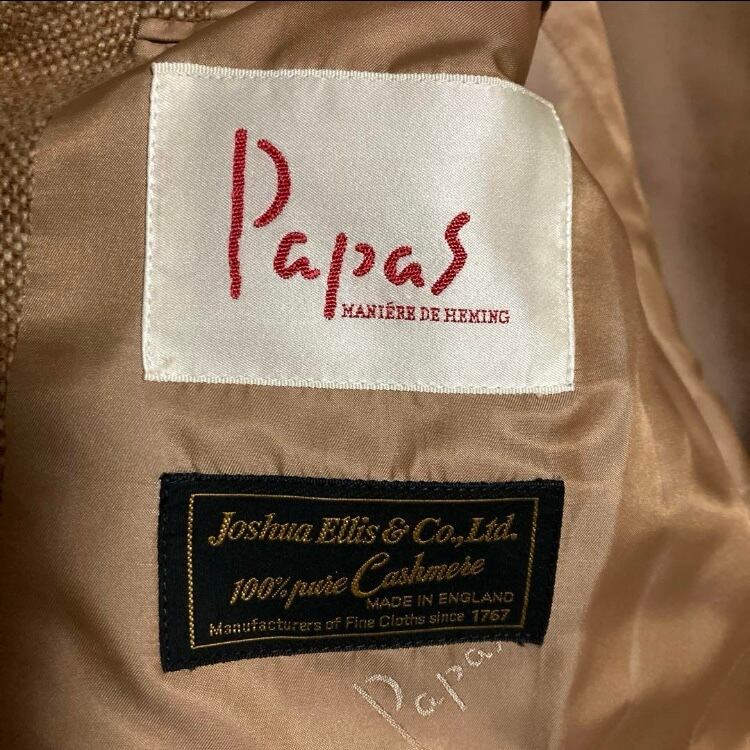 Papas
MANIÉRE DE HEMING
Joshua Ellis & Co., Ltd.
100% pure Cashmere
MADE IN ENGLAND
Manufacturers of Fine Cloths since 1767
Papas